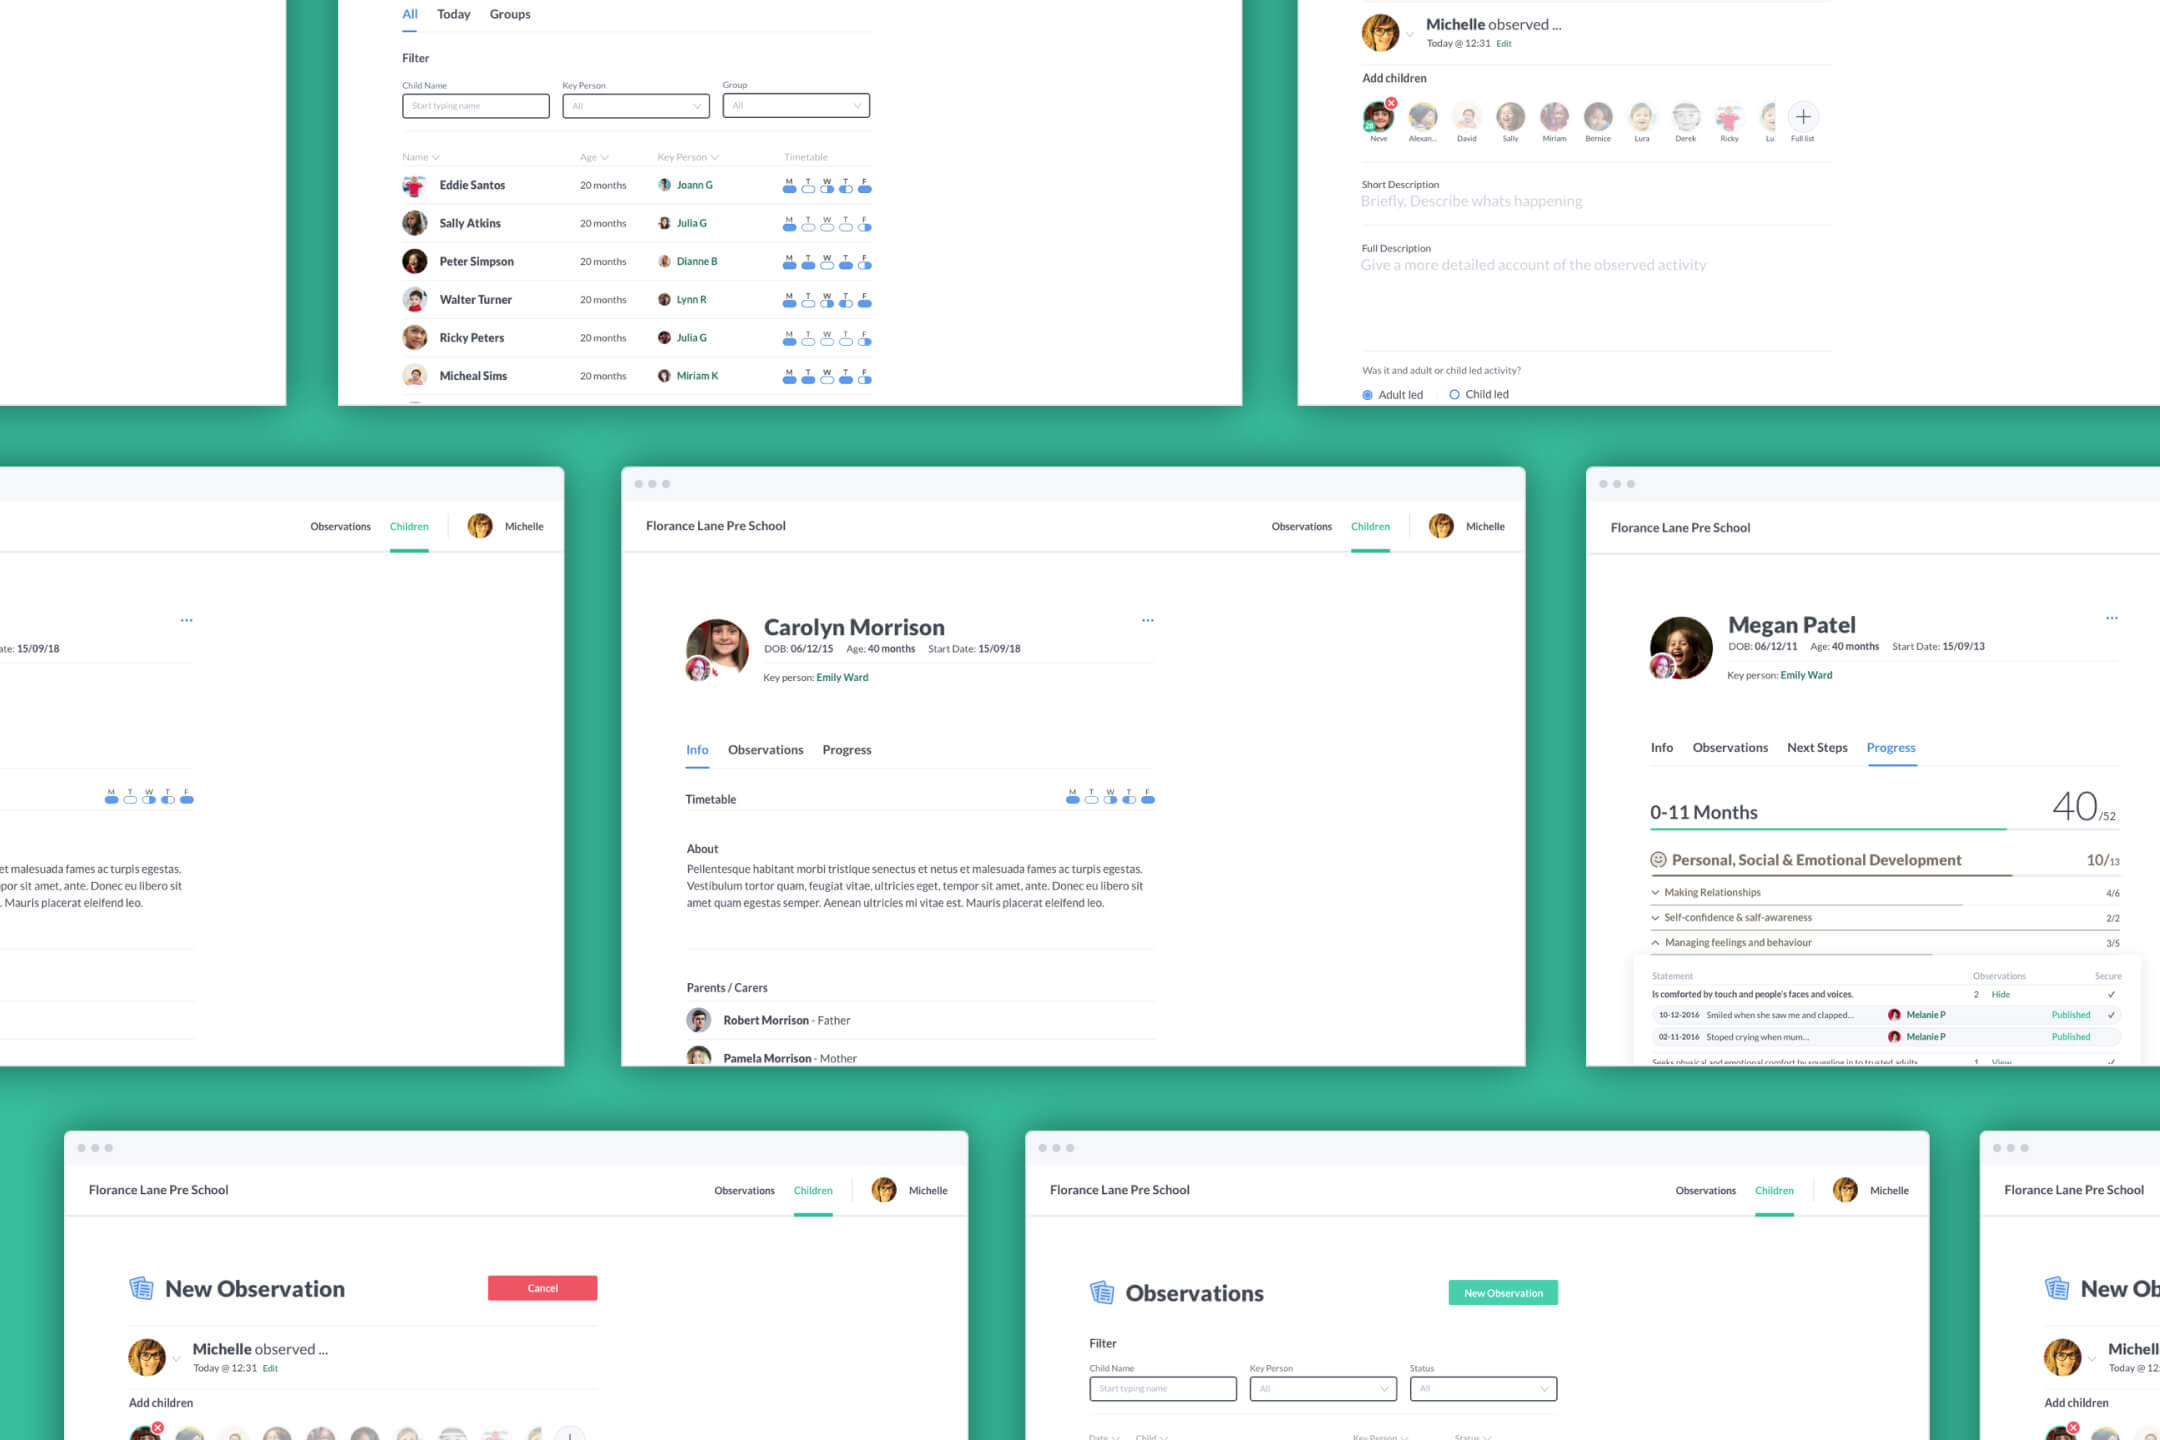 All Today Groups
Filter
Child Name Key Person Group
Start typing name All All
Name Age Key Person Timetable
Eddie Santos 20 months Joann G M T W T F
Sally Atkins 20 months Julia G M T W T F
Peter Simpson 20 months Dianne B M T W T F
Walter Turner 20 months Lynn R M T W T F
Ricky Peters 20 months Julia G M T W T F
Micheal Sims 20 months Miriam K M T W T F
Michelle observed ...
Today @ 12:31 Edit
Add children
20
Neve Alexan... David Sally Miriam Bernice Lura Derek Ricky Lu Full list
Short Description
Briefly, Describe whats happening
Full Description
Give a more detailed account of the observed activity
Was it and adult or child led activity?
Adult led Child led
Observations Children Michelle
...
ate: 15/09/18
M T W T F
et malesuada fames ac turpis egestas.
por sit amet, ante. Donec eu libero sit
. Mauris placerat eleifend leo.
Florance Lane Pre School Observations Children Michelle
Carolyn Morrison ...
DOB: 06/12/15 Age: 40 months Start Date: 15/09/18
Key person: Emily Ward
Info Observations Progress
Timetable M T W T F
About
Pellentesque habitant morbi tristique senectus et netus et malesuada fames ac turpis egestas.
Vestibulum tortor quam, feugiat vitae, ultricies eget, tempor sit amet, ante. Donec eu libero sit
amet quam egestas semper. Aenean ultricies mi vitae est. Mauris placerat eleifend leo.
Parents / Carers
Robert Morrison - Father
Pamela Morrison - Mother
Florance Lane Pre School
Megan Patel ...
DOB: 06/12/11 Age: 40 months Start Date: 15/09/13
Key person: Emily Ward
Info Observations Next Steps Progress
0-11 Months 40/52
Personal, Social & Emotional Development 10/13
Making Relationships 4/6
Self-confidence & salf-awareness 2/2
Managing feelings and behaviour 3/5
Statement Observations Secure
Is comforted by touch and people's faces and voices. 2 Hide
10-12-2016 Smiled when she saw me and clapped... Melanie P Published
02-11-2016 Stoped crying when mum... Melanie P Published
Seeks physical and emotional comfort by snuggling in to trusted adults 1 View
Florance Lane Pre School Observations Children Michelle
New Observation Cancel
Michelle observed ...
Today @ 12:31 Edit
Add children
Florance Lane Pre School Observations Children Michelle
Observations New Observation
Filter
Child Name Key Person Status
Start typing name All All
Date Child Key Person Status
Florance Lane Pre School
New Ob
Michell
Today @ 12:
Add children